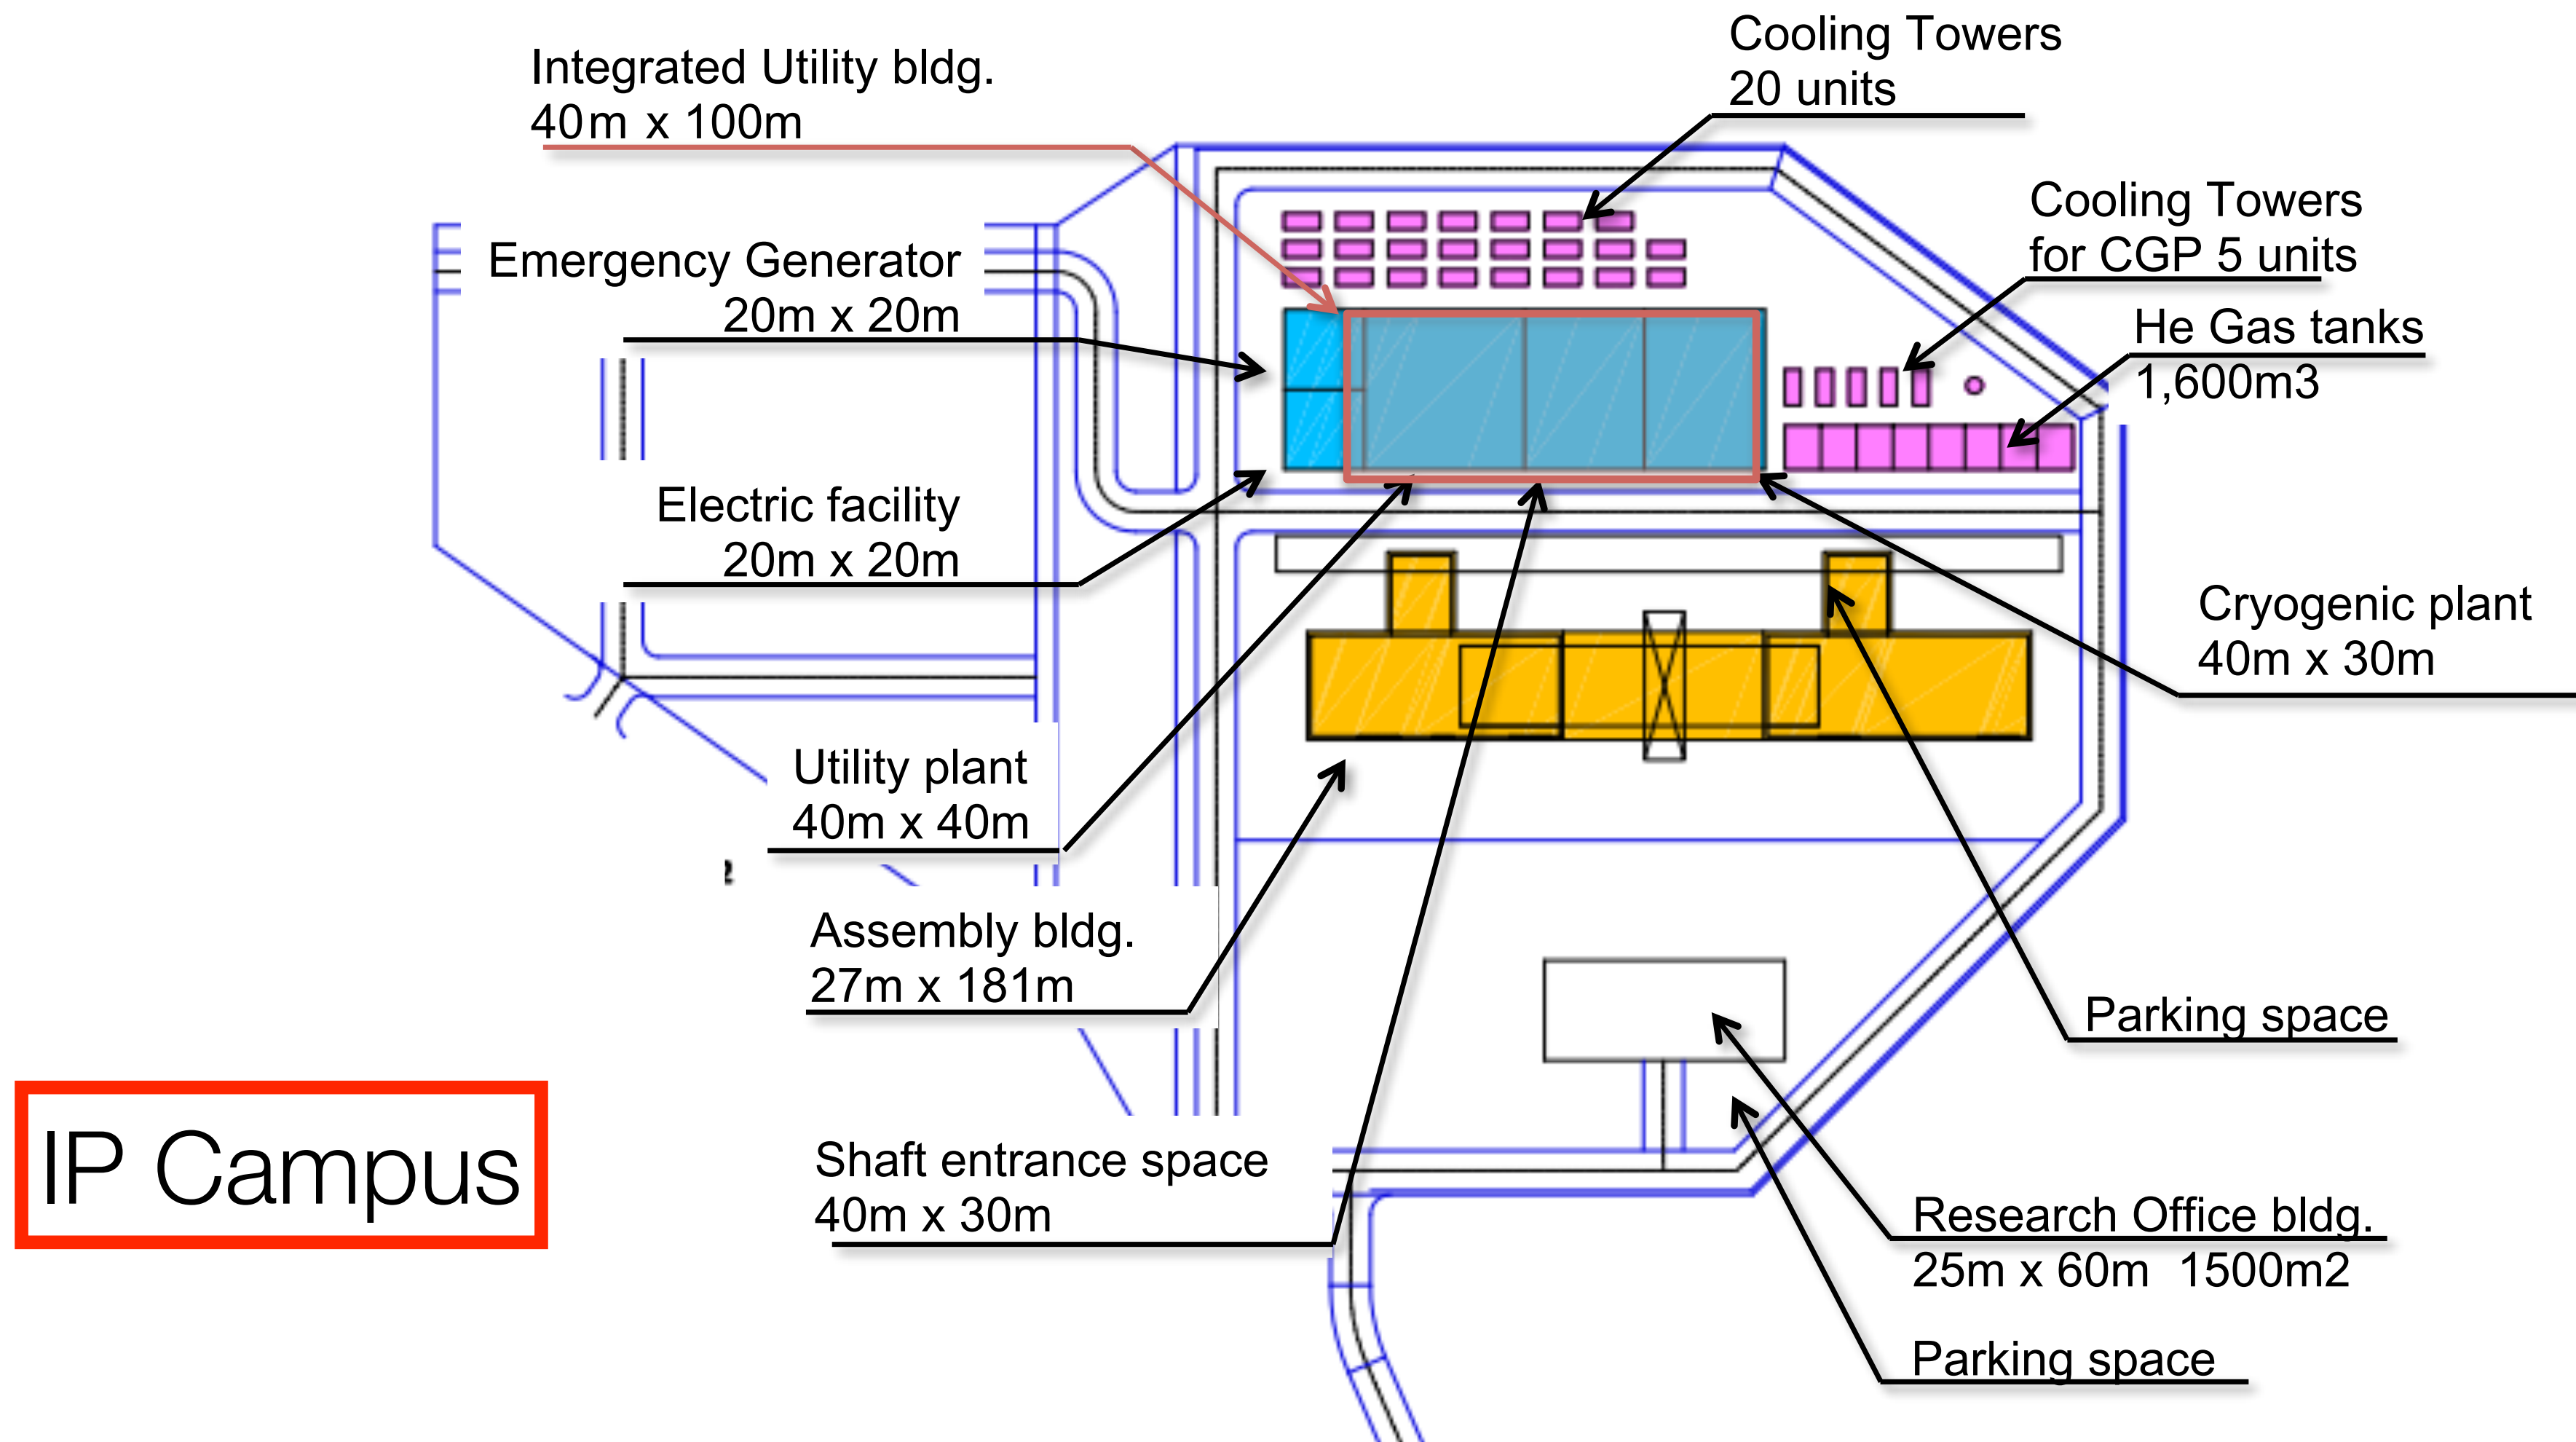 Cooling Towers
20 units
Integrated Utility bldg.
40m x 100m
Cooling Towers
for CGP 5 units
Emergency Generator
20m x 20m
He Gas tanks
1,600m3
Electric facility
20m x 20m
Cryogenic plant
40m x 30m
Utility plant
40m x 40m
Assembly bldg.
27m x 181m
Parking space
IP Campus
Shaft entrance space
40m x 30m
Research Office bldg.
25m x 60m 1500m2
Parking space